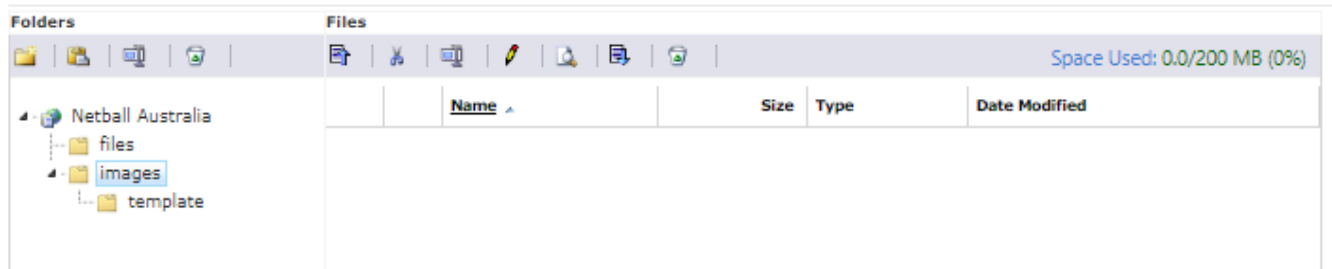 Folders Files
Space Used: 0.0/200 MB (0%)
Name Size Type Date Modified
Netball Australia
files
images
template